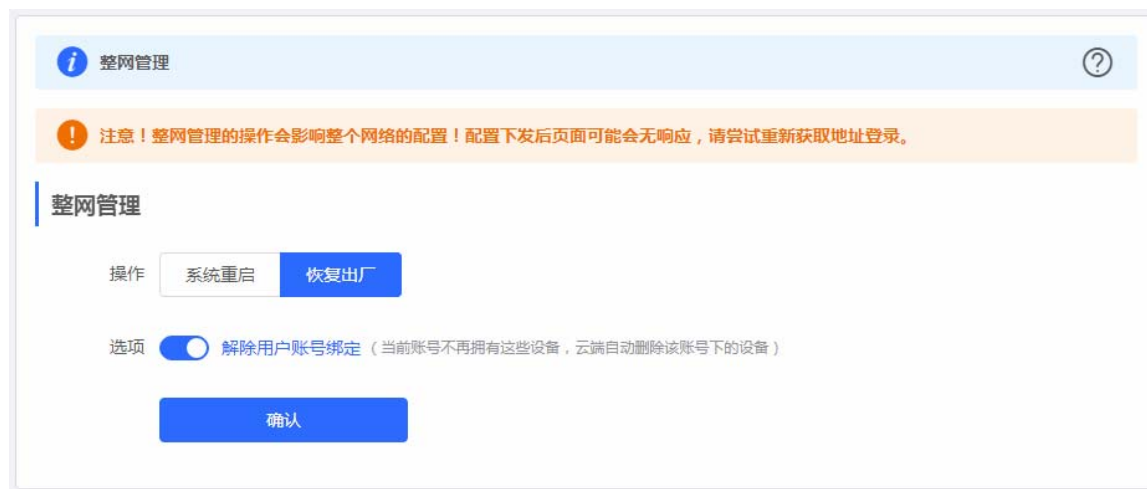 整网管理
注意！整网管理的操作会影响整个网络的配置！配置下发后页面可能会无响应，请尝试重新获取地址登录。
整网管理
操作 系统重启 恢复出厂
选项 解除用户账号绑定 （当前账号不再拥有这些设备，云端自动删除该账号下的设备）
确认